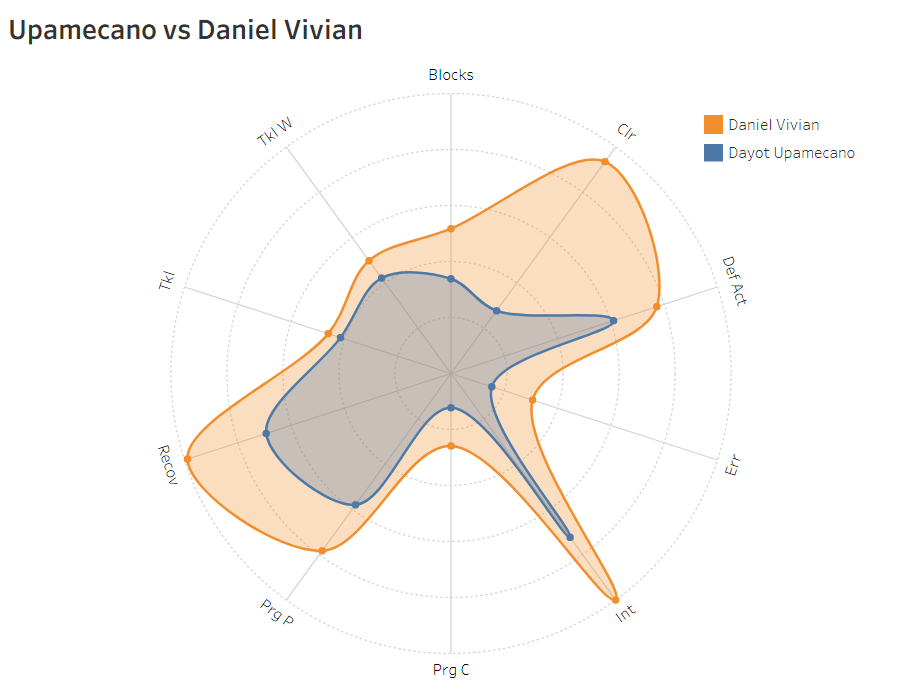 Upamecano vs Daniel Vivian
Blocks
Clr
Def Act
Err
Int
Prg C
Prg P
Recov
Tkl
Tkl W
Daniel Vivian
Dayot Upamecano